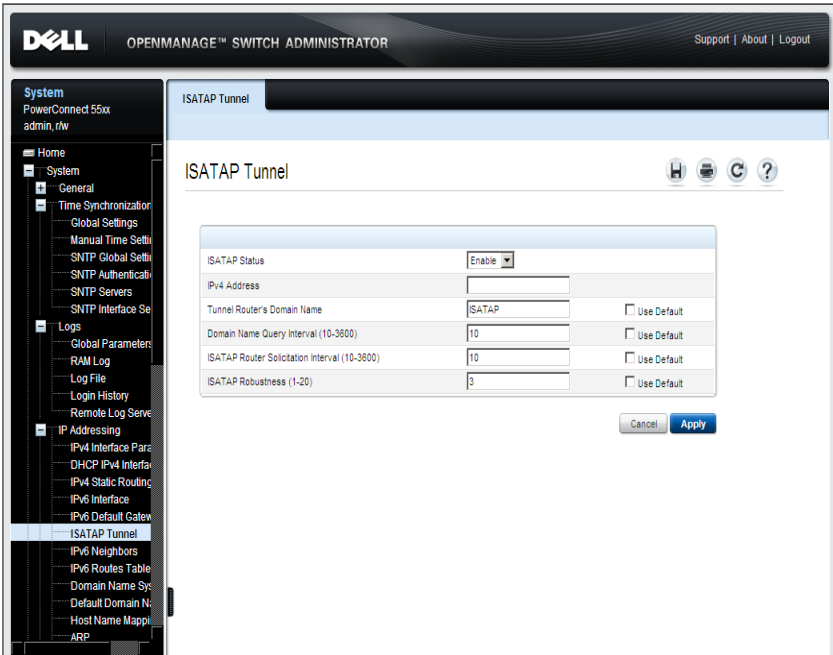 DELL
OPENMANAGE™ SWITCH ADMINISTRATOR
Support | About | Logout
System
PowerConnect 55xx
admin, r/w
Home
System
General
Time Synchronization
Global Settings
Manual Time Settin
SNTP Global Settin
SNTP Authenticatio
SNTP Servers
SNTP Interface Se
Logs
Global Parameters
RAM Log
Log File
Login History
Remote Log Serve
IP Addressing
IPv4 Interface Para
DHCP IPv4 Interfac
IPv4 Static Routing
IPv6 Interface
IPv6 Default Gatew
ISATAP Tunnel
IPv6 Neighbors
IPv6 Routes Table
Domain Name Sys
Default Domain Na
Host Name Mappi
ARP
ISATAP Tunnel
ISATAP Tunnel
H C ?
ISATAP Status Enable
IPv4 Address
Tunnel Router's Domain Name ISATAP Use Default
Domain Name Query Interval (10-3600) 10 Use Default
ISATAP Router Solicitation Interval (10-3600) 10 Use Default
ISATAP Robustness (1-20) 3 Use Default
Cancel Apply